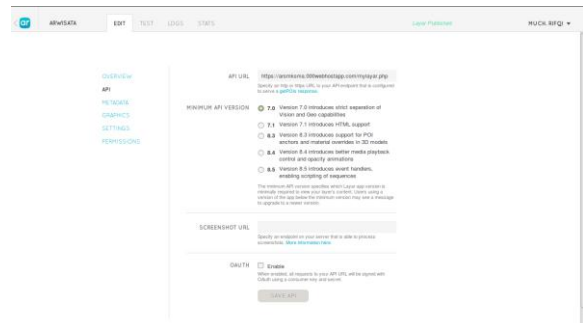 ar ARWISATA EDIT TEST LOGS STATS Layar Published MUCH. RIFQI
OVERVIEW
API
METADATA
GRAPHICS
SETTINGS
PERMISSIONS
API URL
Specify an http or https URL to your API endpoint that is configured
to serve a getPOIs response.
MINIMUM API VERSION
7.0 Version 7.0 introduces strict separation of
Vision and Geo capabilities
7.1 Version 7.1 introduces HTML support
8.3 Version 8.3 introduces support for POI
anchors and material overrides in 3D models
8.4 Version 8.4 introduces better media playback
control and opacity animations
8.5 Version 8.5 introduces event handlers,
enabling scripting of sequences
The minimum API version specifies which Layar app version is
minimally required to view your layer's content. Users using a
version of the app below the minimum version may see a message
to upgrade to a newer version.
SCREENSHOT URL
Specify an endpoint on your server that is able to process
screenshots. More information here.
OAUTH
Enable
When enabled, all requests to your API URL will be signed with
OAuth using a consumer key and secret.
SAVE API